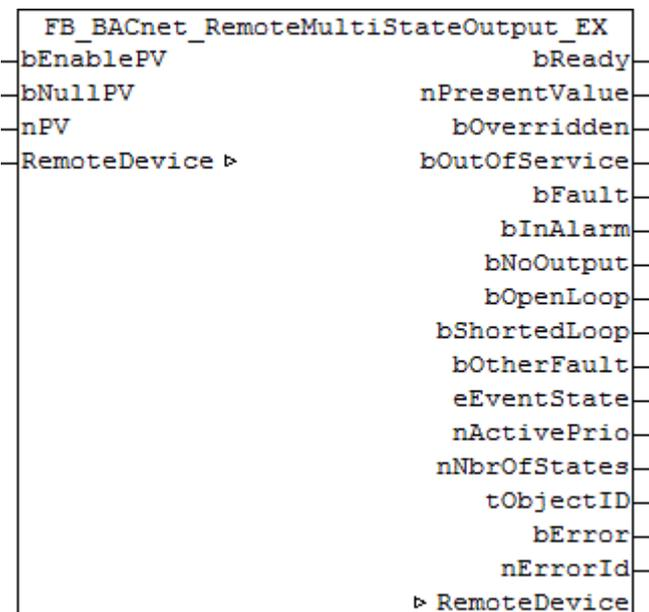 FB_BACnet_RemoteMultiStateOutput_EX
bEnablePV bReady
bNullPV nPresentValue
nPV bOverridden
RemoteDevice ▷ bOutOfService
bFault
bInAlarm
bNoOutput
bOpenLoop
bShortedLoop
bOtherFault
eEventState
nActivePrio
nNbrOfStates
tObjectID
bError
nErrorId
▷ RemoteDevice